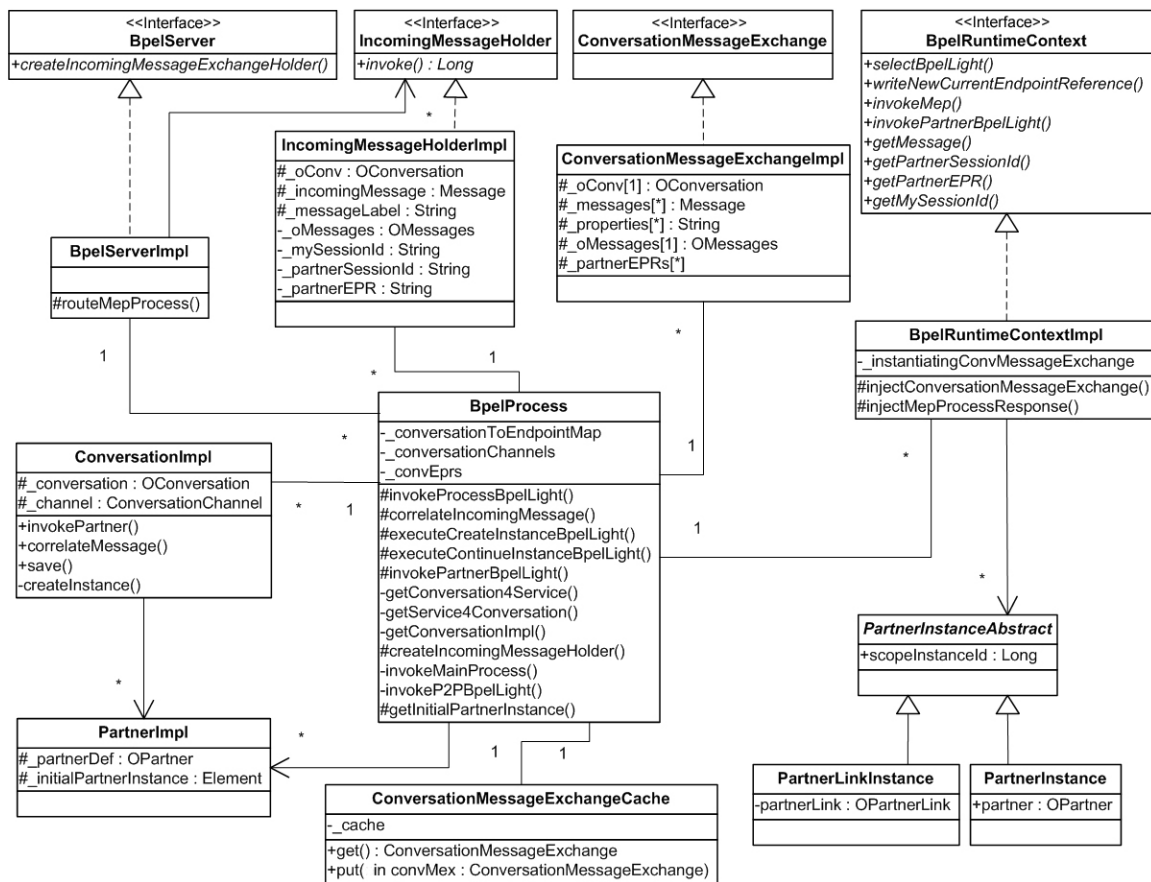 <<Interface>>
BpelServer
+createIncomingMessageExchangeHolder()
<<Interface>>
IncomingMessageHolder
+invoke() : Long
<<Interface>>
ConversationMessageExchange
<<Interface>>
BpelRuntimeContext
+selectBpelLight()
+writeNewCurrentEndpointReference()
+invokeMep()
+invokePartnerBpelLight()
+getMessage()
+getPartnerSessionId()
+getPartnerEPR()
+getMySessionId()
*
IncomingMessageHolderImpl
#_oConv : OConversation
#_incomingMessage : Message
#_messageLabel : String
-_oMessages : OMessages
-_mySessionId : String
-_partnerSessionId : String
-_partnerEPR : String
ConversationMessageExchangeImpl
#_oConv[1] : OConversation
#_messages[*] : Message
#_properties[*] : String
#_oMessages[1] : OMessages
#_partnerEPRs[*]
BpelServerImpl
#routeMepProcess()
1
*
1
*
*
1
BpelRuntimeContextImpl
-_instantiatingConvMessageExchange
#injectConversationMessageExchange()
#injectMepProcessResponse()
*
1
*
BpelProcess
-_conversationToEndpointMap
-_conversationChannels
-_convEprs
#invokeProcessBpelLight()
#correlateIncomingMessage()
#executeCreateInstanceBpelLight()
#executeContinueInstanceBpelLight()
#invokePartnerBpelLight()
-getConversation4Service()
-getService4Conversation()
-getConversationImpl()
#createIncomingMessageHolder()
-invokeMainProcess()
-invokeP2PBpelLight()
#getInitialPartnerInstance()
ConversationImpl
#_conversation : OConversation
#_channel : ConversationChannel
+invokePartner()
+correlateMessage()
+save()
-createInstance()
*
1
*
PartnerImpl
#_partnerDef : OPartner
#_initialPartnerInstance : Element
*
1
1
ConversationMessageExchangeCache
-_cache
+get() : ConversationMessageExchange
+put( in convMex : ConversationMessageExchange)
PartnerInstanceAbstract
+scopeInstanceId : Long
PartnerLinkInstance
-partnerLink : OPartnerLink
PartnerInstance
+partner : OPartner